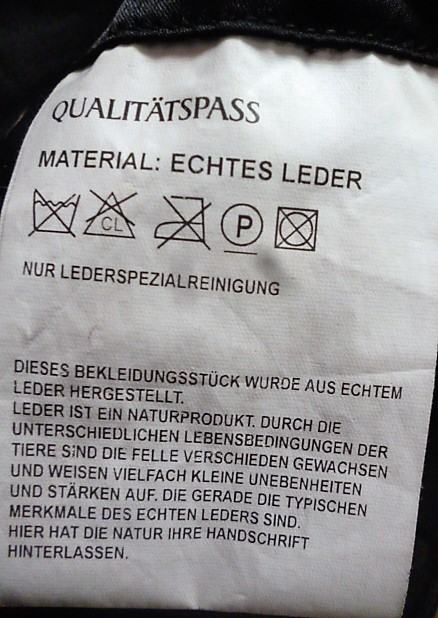 QUALITÄTSPASS
MATERIAL: ECHTES LEDER
CL P
NUR LEDERSPEZIALREINIGUNG
DIESES BEKLEIDUNGSSTÜCK WURDE AUS ECHTEM
LEDER HERGESTELLT.
LEDER IST EIN NATURPRODUKT. DURCH DIE
UNTERSCHIEDLICHEN LEBENSBEDINGUNGEN DER
TIERE SIND DIE FELLE VERSCHIEDEN GEWACHSEN
UND WEISEN VIELFACH KLEINE UNEBENHEITEN
UND STÄRKEN AUF. DIE GERADE DIE TYPISCHEN
MERKMALE DES ECHTEN LEDERS SIND.
HIER HAT DIE NATUR IHRE HANDSCHRIFT
HINTERLASSEN.